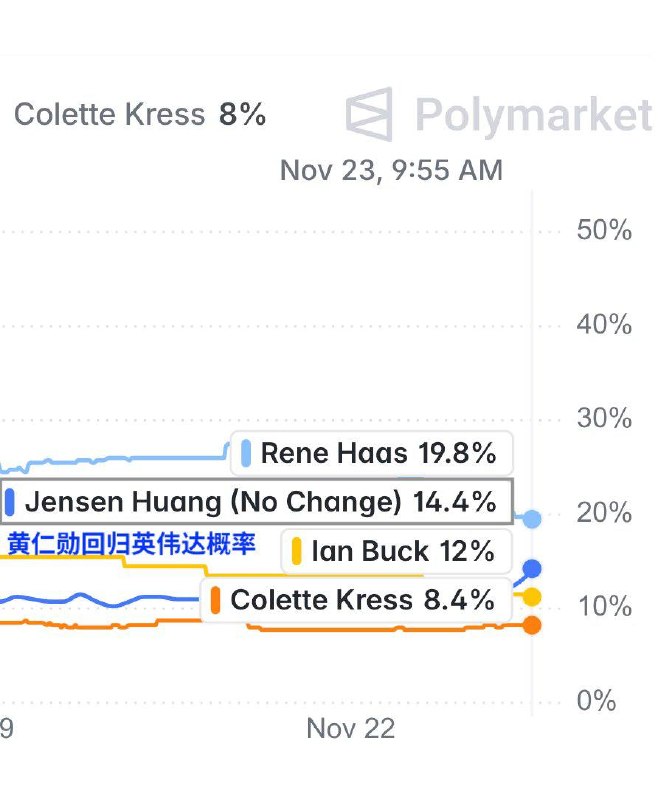 Colette Kress 8%
Polymarket
Nov 23, 9:55 AM
50%
40%
30%
Rene Haas 19.8%
Jensen Huang (No Change) 14.4%
20%
黄仁勋回归英伟达概率
Ian Buck 12%
Colette Kress 8.4%
10%
0%
9
Nov 22